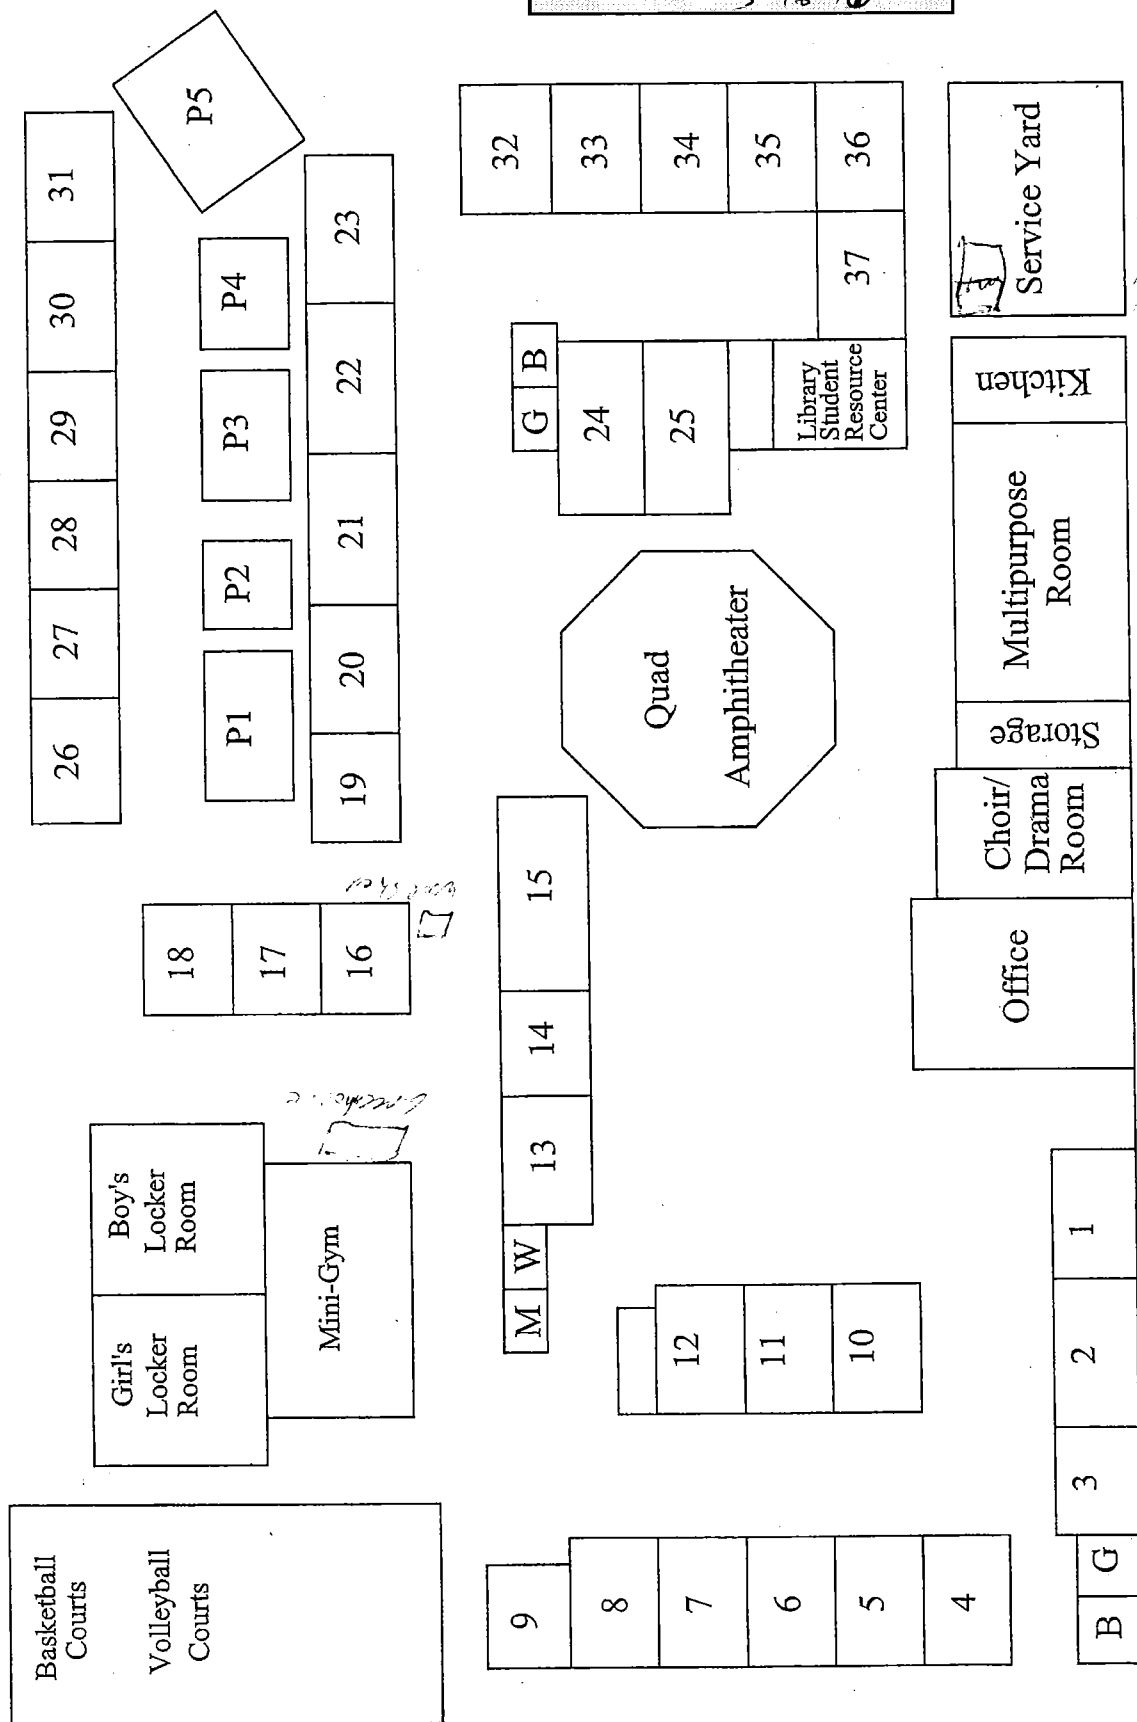 Basketball
Courts
Volleyball
Courts
Girl's
Locker
Room
Boy's
Locker
Room
Mini-Gym
Greenhouse
18
17
16
26
27
28
29
30
31
P1
P2
P3
P4
P5
19
20
21
22
23
9
8
7
6
5
4
M
W
13
14
15
12
11
10
Quad
Amphitheater
G
B
24
25
Library
Student
Resource
Center
32
33
34
35
36
37
B
G
3
2
1
Office
Choir/
Drama
Room
Storage
Multipurpose
Room
Kitchen
Service Yard